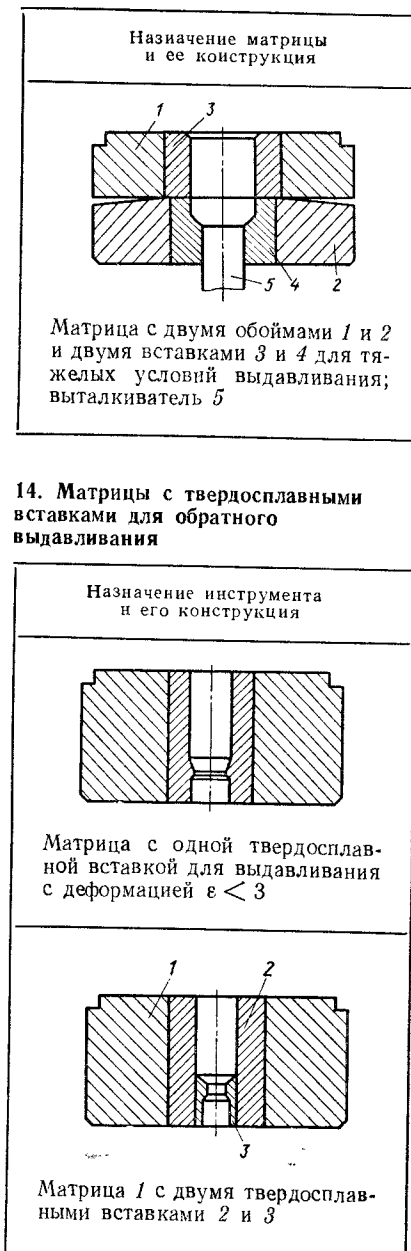 Назначение матрицы
и ее конструкция
1 3
5 4 2
Матрица с двумя обоймами 1 и 2
и двумя вставками 3 и 4 для тя-
желых условий выдавливания;
выталкиватель 5
14. Матрицы с твердосплавными
вставками для обратного
выдавливания
Назначение инструмента
и его конструкция
Матрица с одной твердосплав-
ной вставкой для выдавливания
с деформацией ε < 3
1 2
3
Матрица 1 с двумя твердосплав-
ными вставками 2 и 3